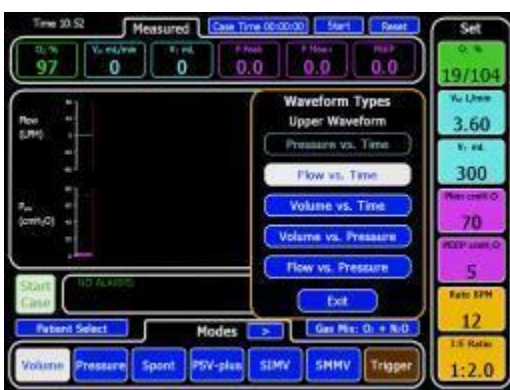 Time 10:52 Measured Case Time 00:00:00 Start Reset Set
O₂ %
97
0
0
0.0
0.0
PEEP
0.0
O₂ %
19/104
3.60
300
70
5
Rate BPM
12
I:E Ratio
1:2.0
Flow
(LPM)
(cmH₂O)
Waveform Types
Upper Waveform
Pressure vs. Time
Flow vs. Time
Volume vs. Time
Volume vs. Pressure
Flow vs. Pressure
Exit
Start
Case
NO ALARMS
Patient Select Modes > Gas Mix: O₂ + N₂O
Volume Pressure Spont PSV-plus SIMV SMMV Trigger